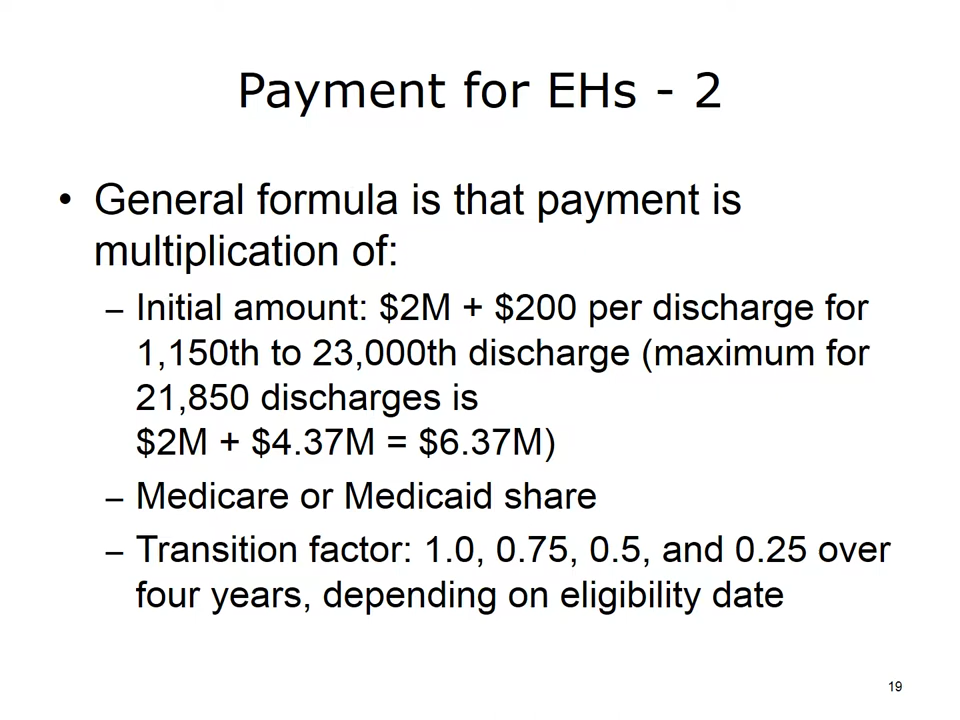 Payment for EHs - 2
• General formula is that payment is
multiplication of:
– Initial amount: $2M + $200 per discharge for
1,150th to 23,000th discharge (maximum for
21,850 discharges is
$2M + $4.37M = $6.37M)
– Medicare or Medicaid share
– Transition factor: 1.0, 0.75, 0.5, and 0.25 over
four years, depending on eligibility date
19